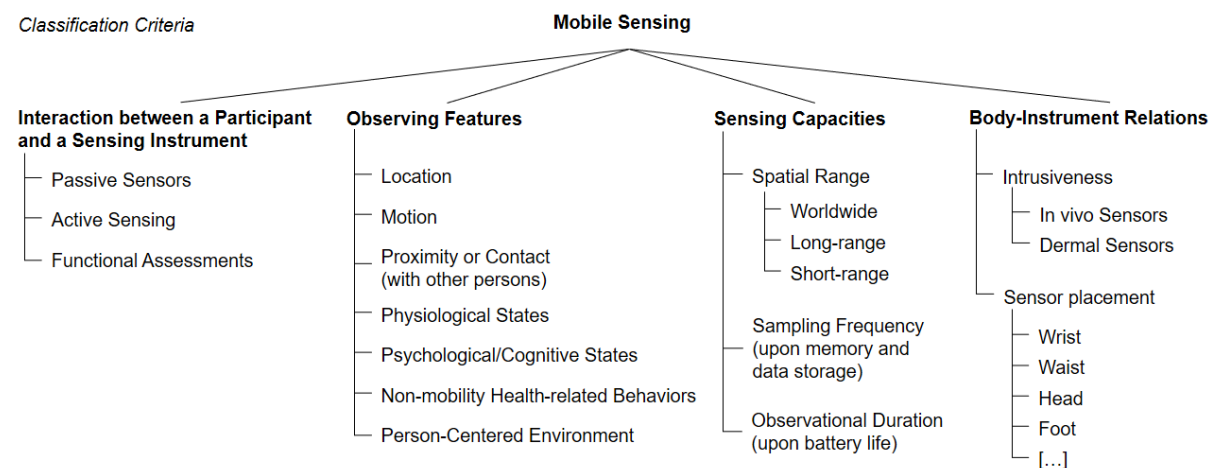 Classification Criteria
Mobile Sensing
Interaction between a Participant
and a Sensing Instrument
Passive Sensors
Active Sensing
Functional Assessments
Observing Features
Location
Motion
Proximity or Contact
(with other persons)
Physiological States
Psychological/Cognitive States
Non-mobility Health-related Behaviors
Person-Centered Environment
Sensing Capacities
Spatial Range
Worldwide
Long-range
Short-range
Sampling Frequency
(upon memory and
data storage)
Observational Duration
(upon battery life)
Body-Instrument Relations
Intrusiveness
In vivo Sensors
Dermal Sensors
Sensor placement
Wrist
Waist
Head
Foot
[…]